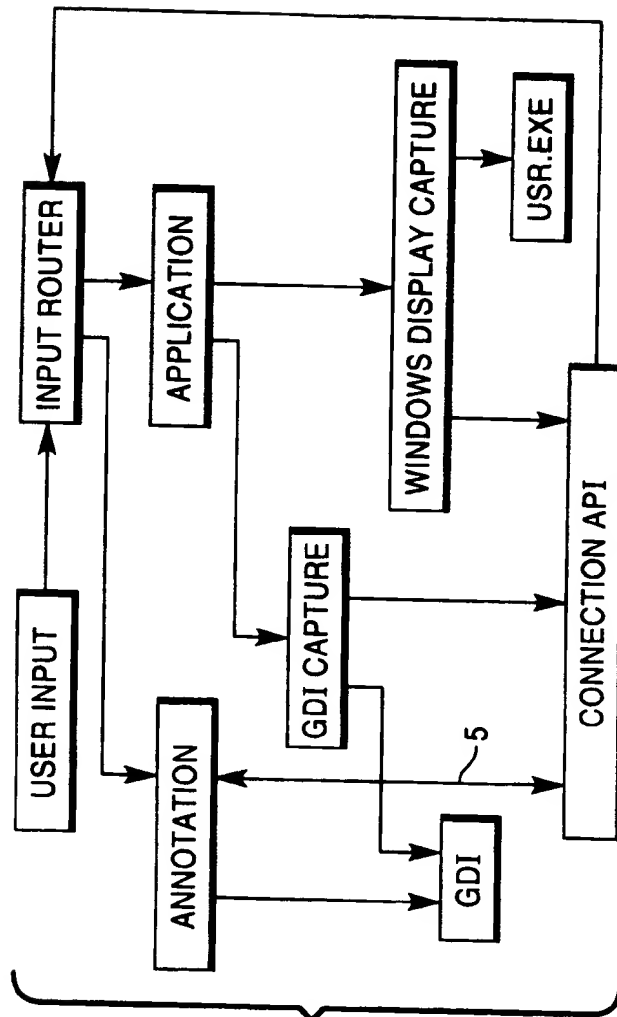 USER INPUT
INPUT ROUTER
ANNOTATION
APPLICATION
GDI CAPTURE
WINDOWS DISPLAY CAPTURE
GDI
5
USR.EXE
CONNECTION API